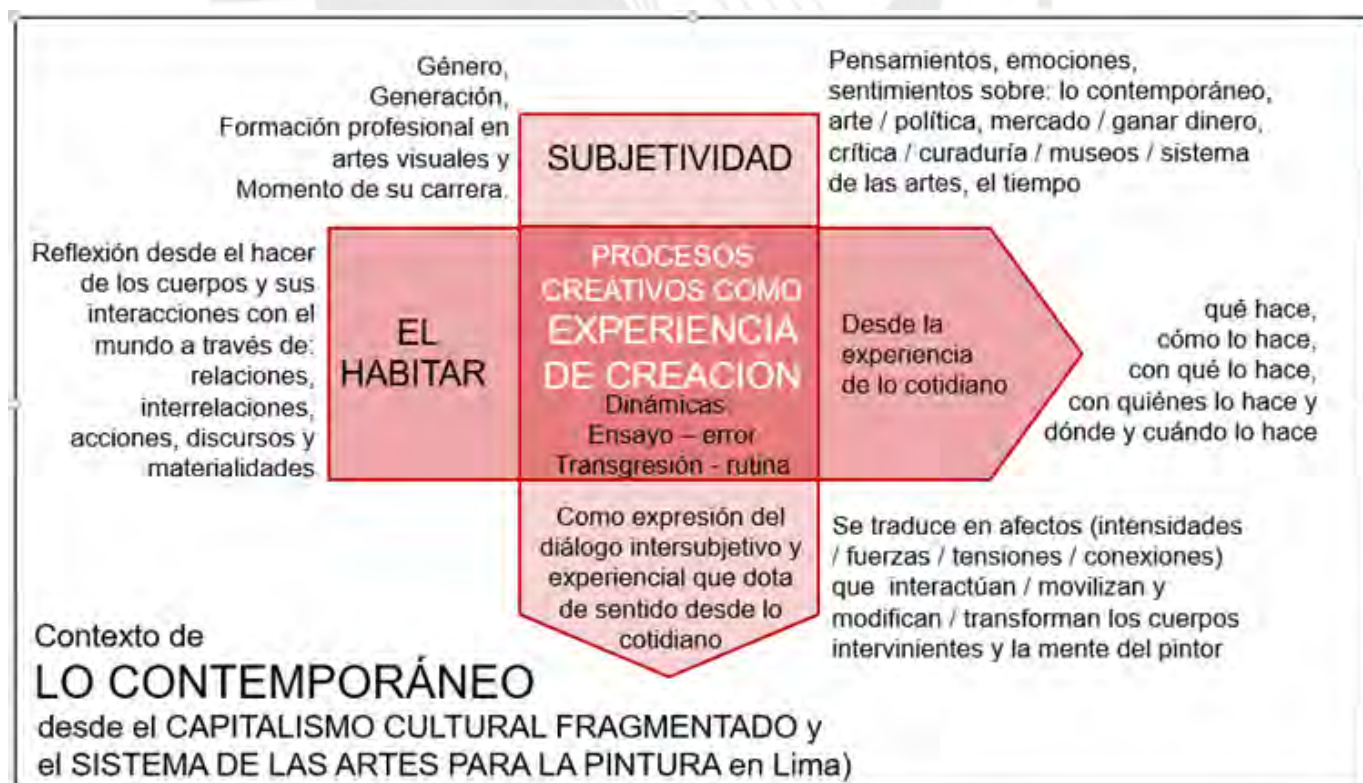 Género,
Generación,
Formación profesional en
artes visuales y
Momento de su carrera.
SUBJETIVIDAD
Pensamientos, emociones,
sentimientos sobre: lo contemporáneo,
arte / política, mercado / ganar dinero,
crítica / curaduría / museos / sistema
de las artes, el tiempo
Reflexión desde el hacer
de los cuerpos y sus
interacciones con el
mundo a través de:
relaciones,
interrelaciones,
acciones, discursos y
materialidades
EL
HABITAR
PROCESOS
CREATIVOS COMO
EXPERIENCIA
DE CREACION
Dinámicas
Ensayo – error
Transgresión - rutina
Desde la
experiencia
de lo cotidiano
qué hace,
cómo lo hace,
con qué lo hace,
con quiénes lo hace y
dónde y cuándo lo hace
Como expresión del
diálogo intersubjetivo y
experiencial que dota
de sentido desde lo
cotidiano
Se traduce en afectos (intensidades
/ fuerzas / tensiones / conexiones)
que interactúan / movilizan y
modifican / transforman los cuerpos
intervinientes y la mente del pintor
Contexto de
LO CONTEMPORÁNEO
desde el CAPITALISMO CULTURAL FRAGMENTADO y
el SISTEMA DE LAS ARTES PARA LA PINTURA en Lima)